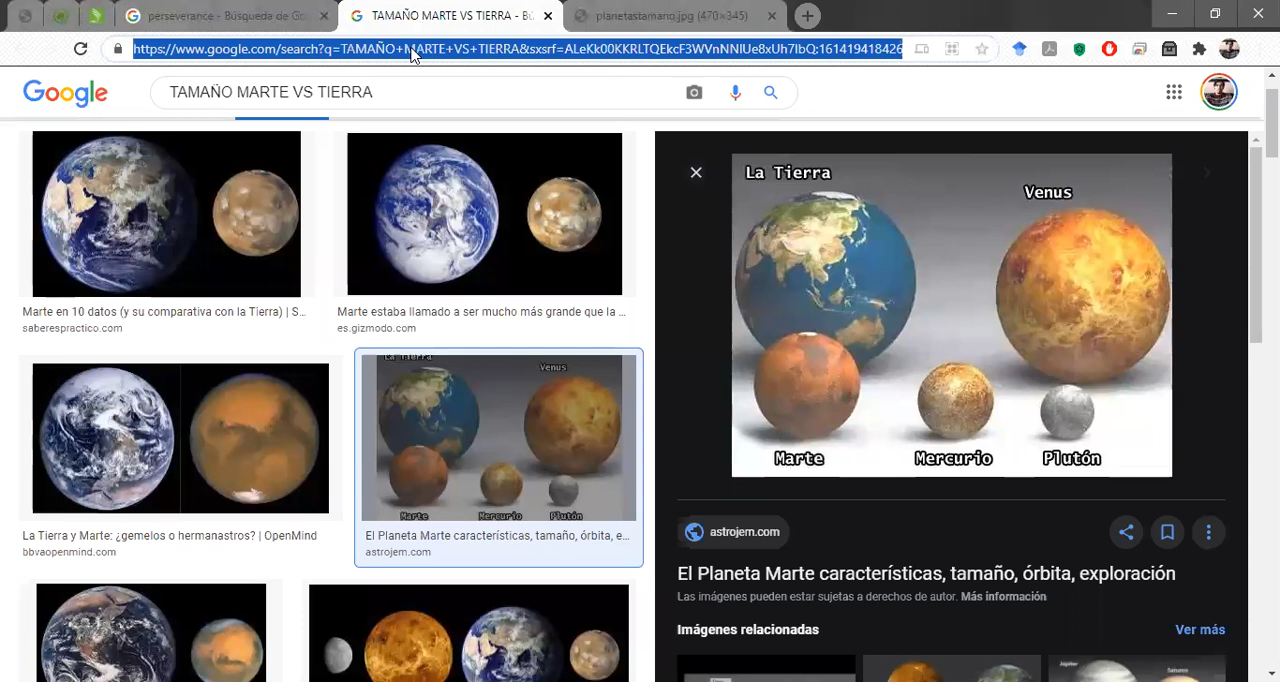 perseverance - Búsqueda de Goo
TAMAÑO MARTE VS TIERRA - Bú
planetastamano.jpg (470×345)
https://www.google.com/search?q=TAMAÑO+MARTE+VS+TIERRA&sxsrf=ALeKk00KKRLTQEkcF3WVnNNIUe8xUh7IbQ:161419418426
Google
TAMAÑO MARTE VS TIERRA
Marte en 10 datos (y su comparativa con la Tierra) | S...
saberespractico.com
Marte estaba llamado a ser mucho más grande que la ...
es.gizmodo.com
La Tierra
Venus
Marte
Mercurio
Plutón
La Tierra y Marte: ¿gemelos o hermanastros? | OpenMind
bbvaopenmind.com
El Planeta Marte características, tamaño, órbita, e...
astrojem.com
La Tierra
Venus
Marte
Mercurio
Plutón
astrojem.com
El Planeta Marte características, tamaño, órbita, exploración
Las imágenes pueden estar sujetas a derechos de autor. Más información
Imágenes relacionadas
Ver más
Júpiter
Saturno